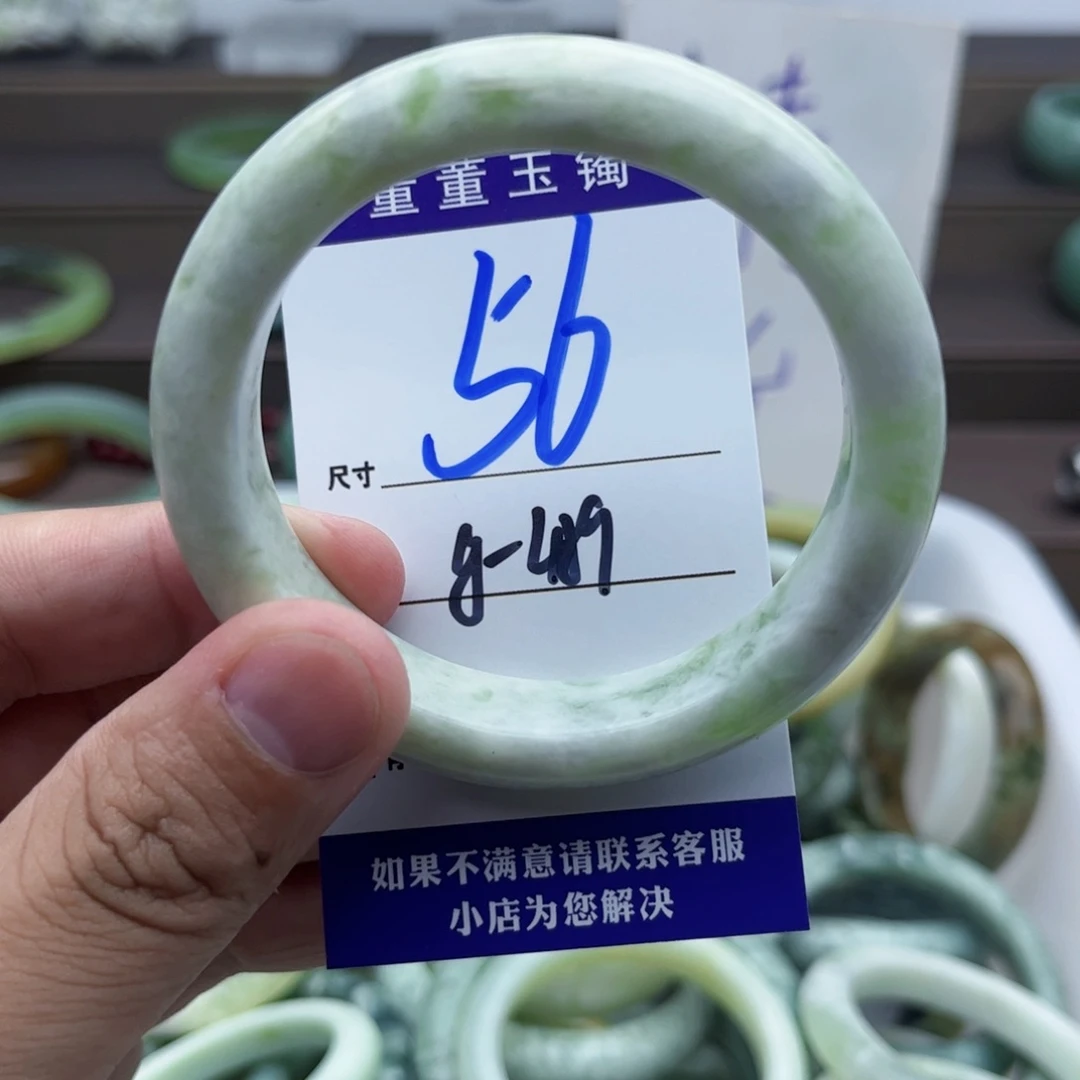 董董玉镯
56
尺寸
g-489
如果不满意请联系客服
小店为您解决